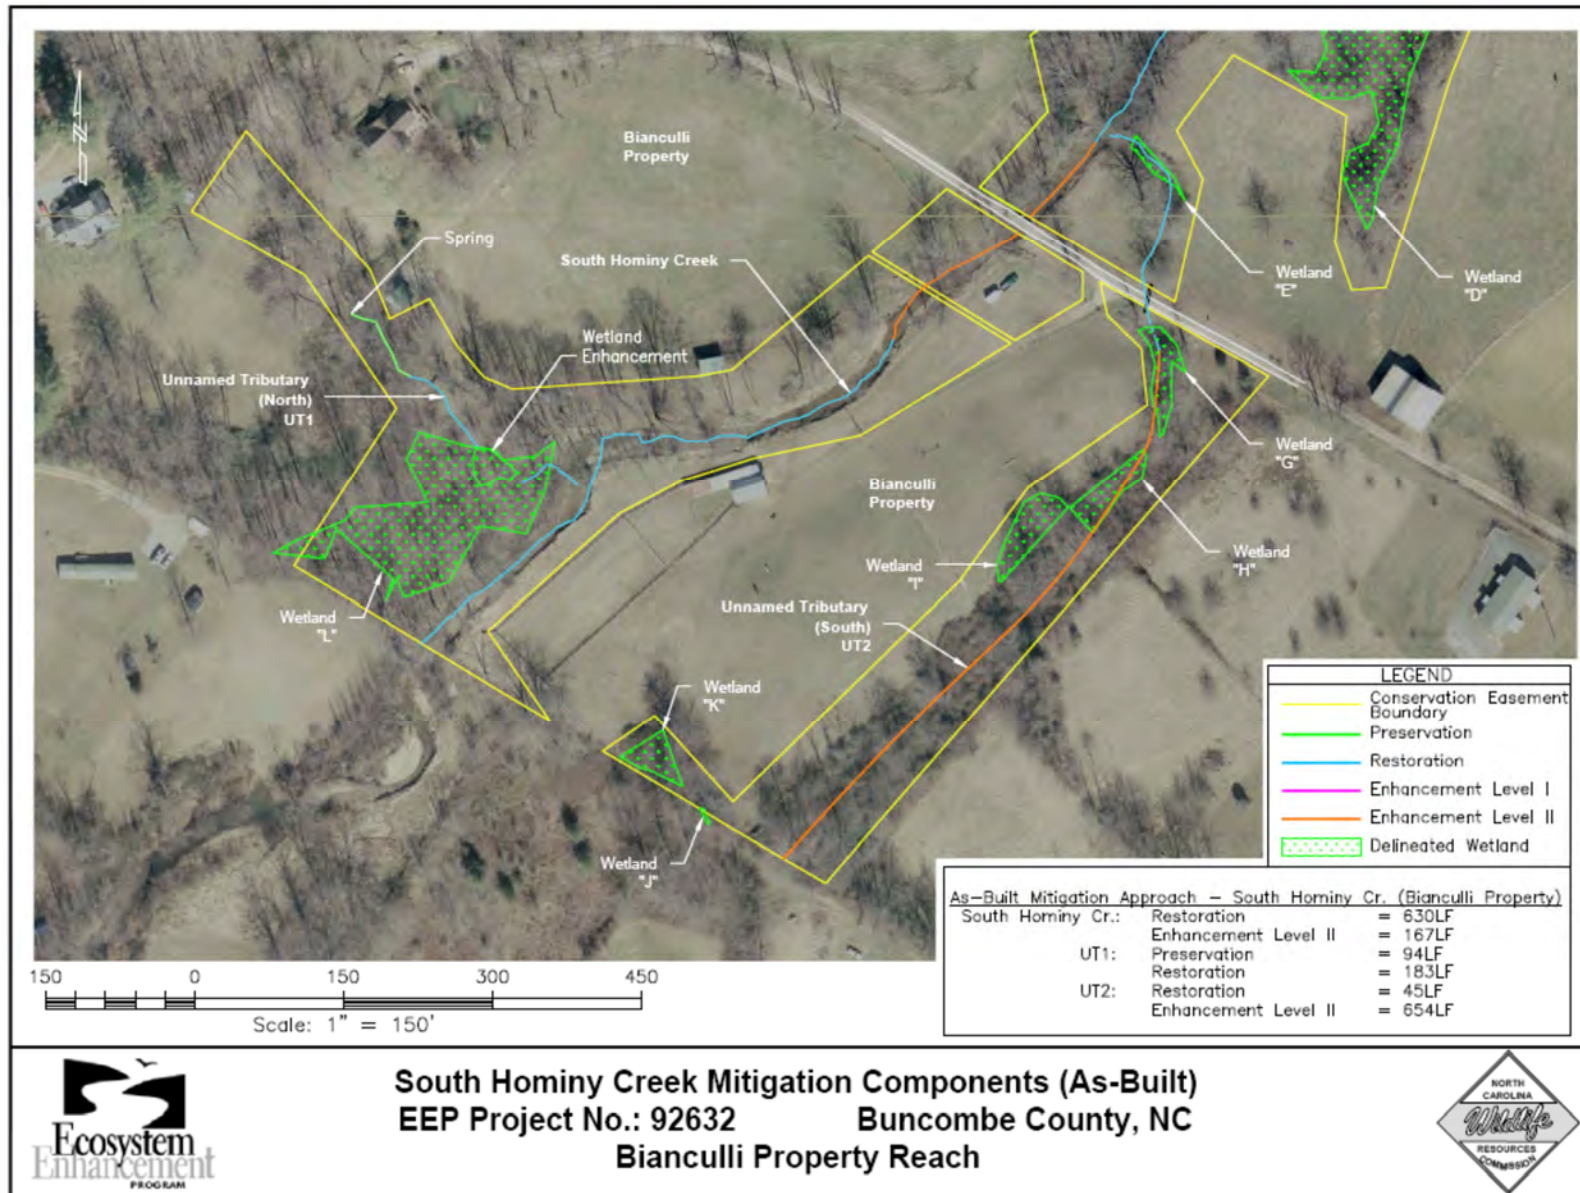 Bianculli
Property
Spring
South Hominy Creek
Wetland
"E"
Wetland
"D"
Wetland
Enhancement
Unnamed Tributary
(North)
UT1
Wetland
"G"
Bianculli
Property
Wetland
"H"
Wetland
"I"
Unnamed Tributary
(South)
UT2
Wetland
"L"
Wetland
"K"
Wetland
"J"
LEGEND
Conservation Easement
Boundary
Preservation
Restoration
Enhancement Level I
Enhancement Level II
Delineated Wetland
As-Built Mitigation Approach - South Hominy Cr. (Bianculli Property)
South Hominy Cr.: Restoration = 630LF
Enhancement Level II = 167LF
UT1: Preservation = 94LF
Restoration = 183LF
UT2: Restoration = 45LF
Enhancement Level II = 654LF
150 0 150 300 450
Scale: 1" = 150'
Ecosystem
Enhancement
PROGRAM
South Hominy Creek Mitigation Components (As-Built)
EEP Project No.: 92632 Buncombe County, NC
Bianculli Property Reach
NORTH
CAROLINA
Wildlife
RESOURCES
COMMISSION